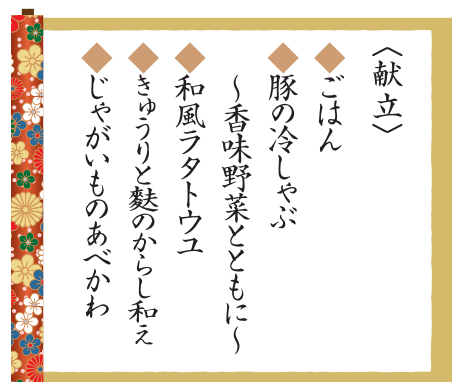 〈献立〉
◆ごはん
◆豚の冷しゃぶ
～香味野菜とともに～
◆和風ラタトウユ
◆きゅうりと麩のからし和え
◆じゃがいものあべかわ